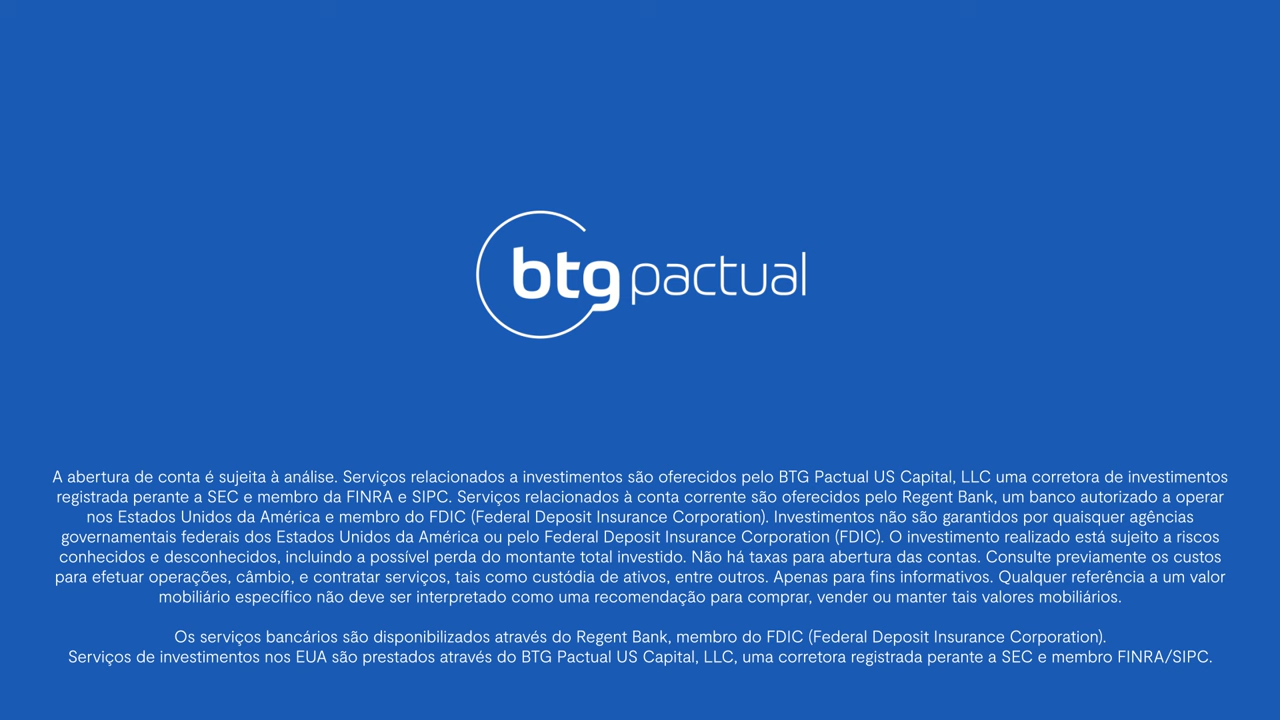 btg pactual
A abertura de conta é sujeita à análise. Serviços relacionados a investimentos são oferecidos pelo BTG Pactual US Capital, LLC uma corretora de investimentos
registrada perante a SEC e membro da FINRA e SIPC. Serviços relacionados à conta corrente são oferecidos pelo Regent Bank, um banco autorizado a operar
nos Estados Unidos da América e membro do FDIC (Federal Deposit Insurance Corporation). Investimentos não são garantidos por quaisquer agências
governamentais federais dos Estados Unidos da América ou pelo Federal Deposit Insurance Corporation (FDIC). O investimento realizado está sujeito a riscos
conhecidos e desconhecidos, incluindo a possível perda do montante total investido. Não há taxas para abertura das contas. Consulte previamente os custos
para efetuar operações, câmbio, e contratar serviços, tais como custódia de ativos, entre outros. Apenas para fins informativos. Qualquer referência a um valor
mobiliário específico não deve ser interpretado como uma recomendação para comprar, vender ou manter tais valores mobiliários.
Os serviços bancários são disponibilizados através do Regent Bank, membro do FDIC (Federal Deposit Insurance Corporation).
Serviços de investimentos nos EUA são prestados através do BTG Pactual US Capital, LLC, uma corretora registrada perante a SEC e membro FINRA/SIPC.